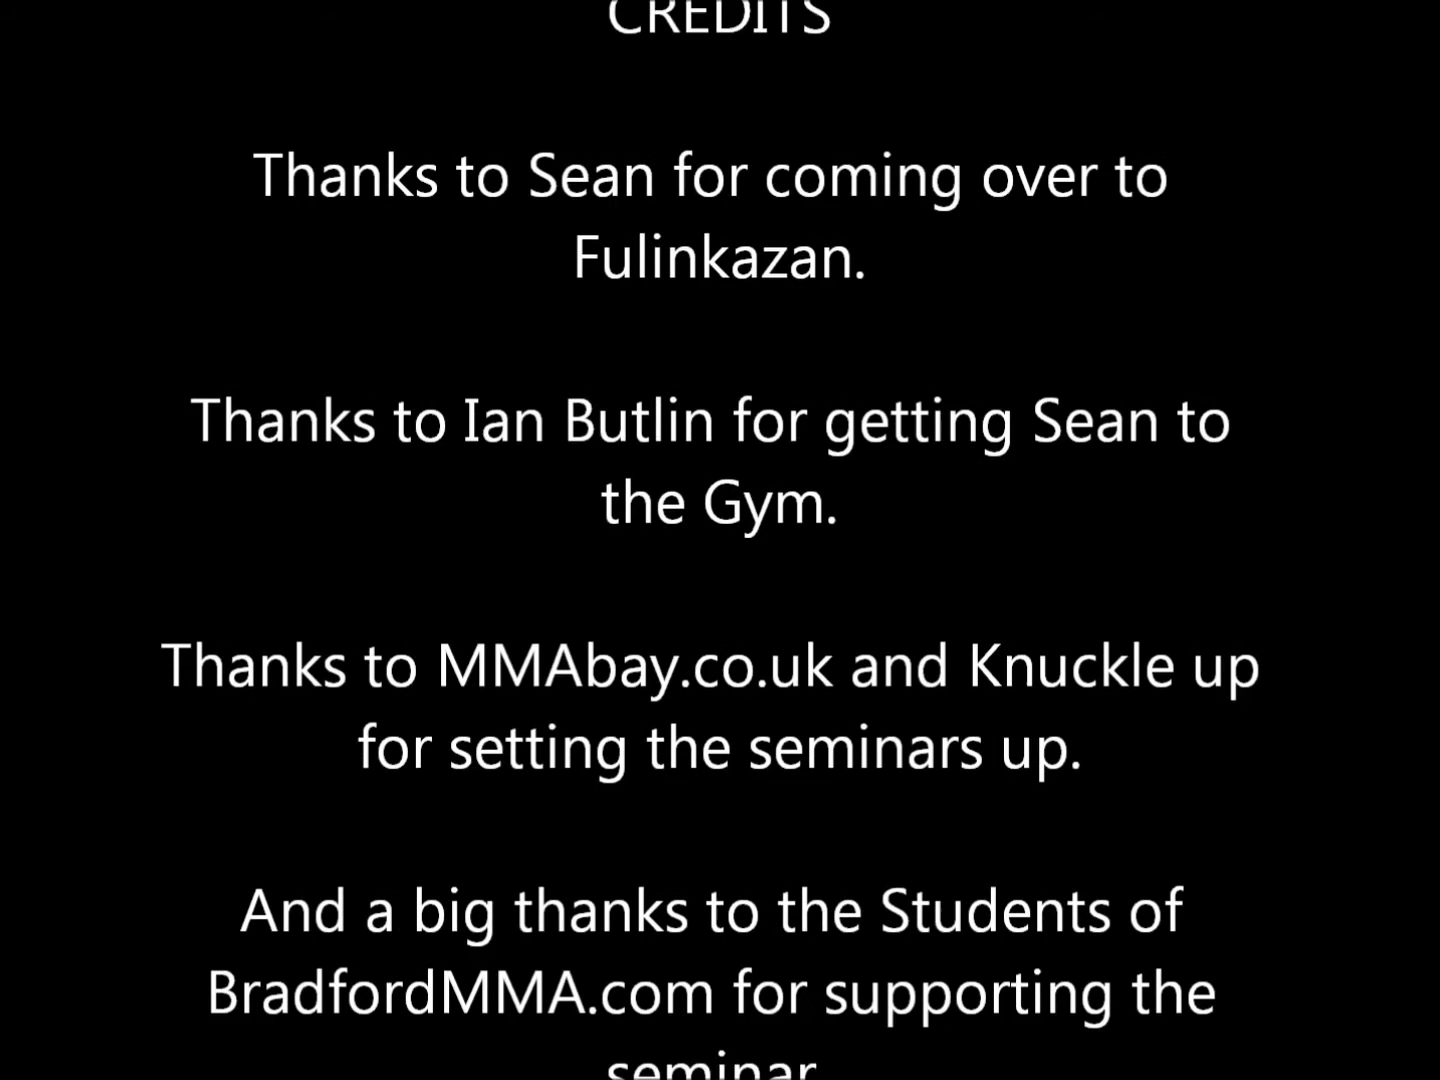 CREDITS
Thanks to Sean for coming over to
Fulinkazan.
Thanks to Ian Butlin for getting Sean to
the Gym.
Thanks to MMAbay.co.uk and Knuckle up
for setting the seminars up.
And a big thanks to the Students of
BradfordMMA.com for supporting the
seminar